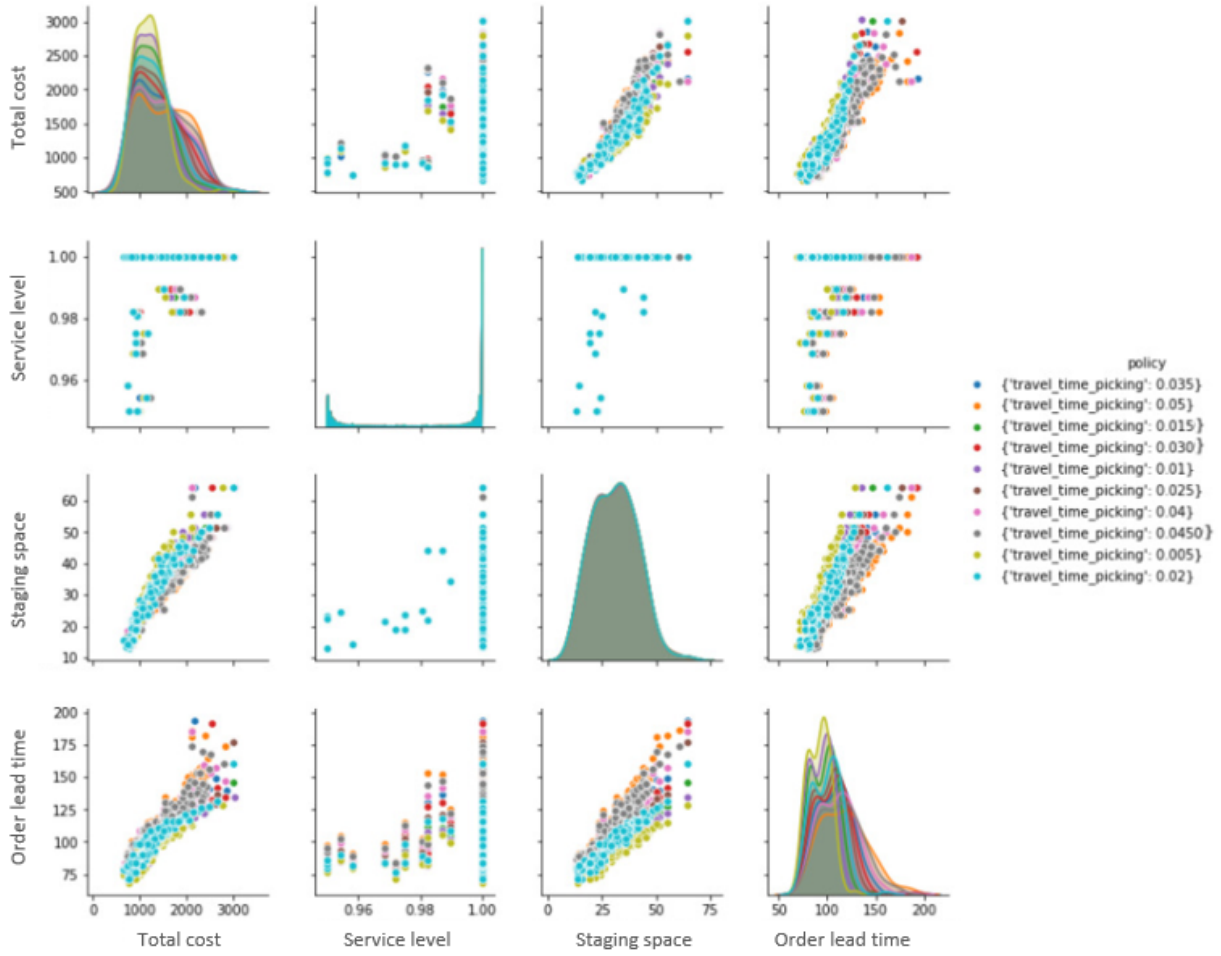 Total cost
3000
2500
2000
1500
1000
500
Service level
1.00
0.98
0.96
policy
{'travel_time_picking': 0.035}
{'travel_time_picking': 0.05}
{'travel_time_picking': 0.015}
{'travel_time_picking': 0.030}
{'travel_time_picking': 0.01}
{'travel_time_picking': 0.025}
{'travel_time_picking': 0.04}
{'travel_time_picking': 0.0450}
{'travel_time_picking': 0.005}
{'travel_time_picking': 0.02}
Staging space
60
50
40
30
20
10
Order lead time
200
175
150
125
100
75
0 1000 2000 3000
0.96 0.98 1.00
0 25 50 75
50 100 150 200
Total cost
Service level
Staging space
Order lead time